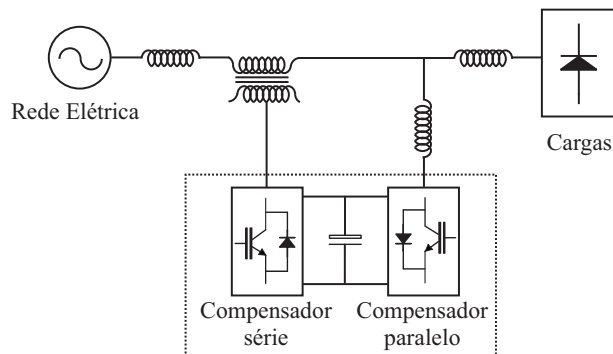 Rede Elétrica
Cargas
Compensador
série
Compensador
paralelo